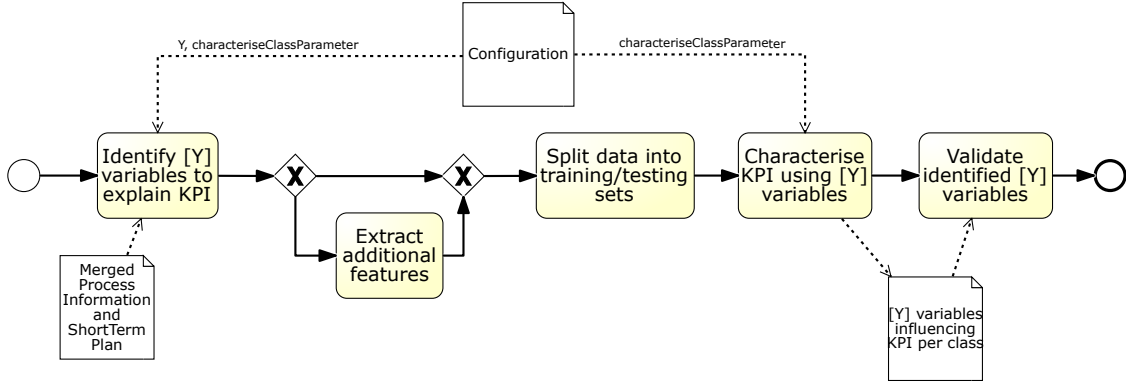 Y, characteriseClassParameter
Configuration
characteriseClassParameter
Identify [Y]
variables to
explain KPI
X
X
Split data into
training/testing
sets
Characterise
KPI using [Y]
variables
Validate
identified [Y]
variables
Extract
additional
features
Merged
Process
Information
and
ShortTerm
Plan
[Y] variables
influencing
KPI per class